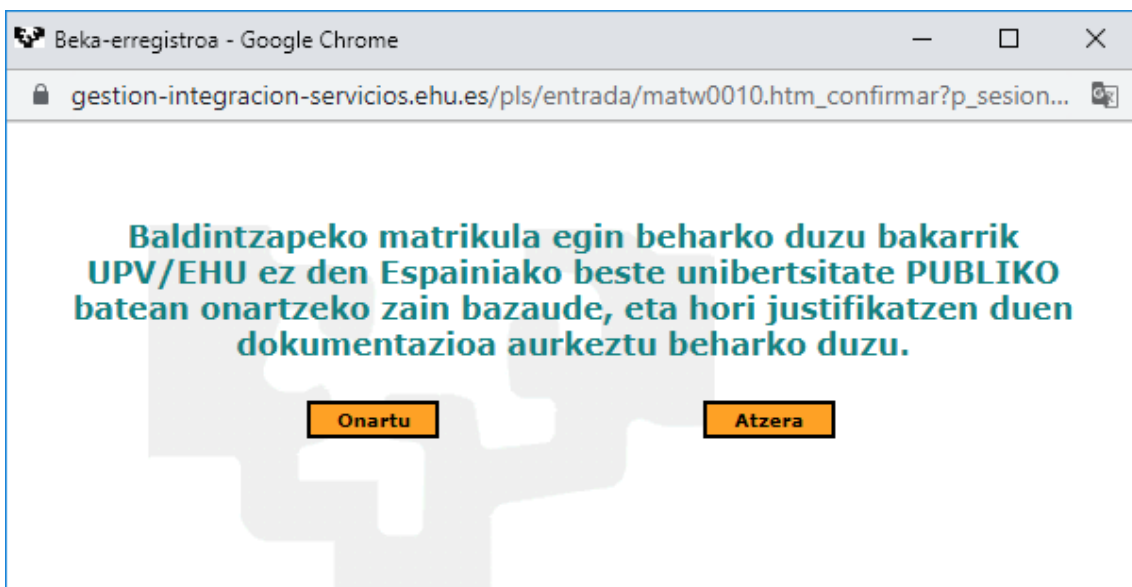 Beka-erregistroa - Google Chrome
gestion-integracion-servicios.ehu.es/pls/entrada/matw0010.htm_confirmar?p_sesion...
Baldintzapeko matrikula egin beharko duzu bakarrik
UPV/EHU ez den Espainiako beste unibertsitate PUBLIKO
batean onartzeko zain bazaude, eta hori justifikatzen duen
dokumentazioa aurkeztu beharko duzu.
Onartu Atzera